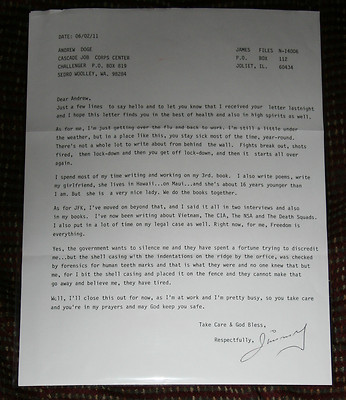 DATE: 06/02/11
ANDREW DOGE JAMES FILES N-14006
CASCADE JOB CORPS CENTER P.O. BOX 112
CHALLENGER P.O. BOX 819 JOLIET, IL. 60434
SEDRO WOOLLEY, WA. 98284
Dear Andrew,
Just a few lines to say hello and to let you know that I received your letter lastnight
and I hope this letter finds you in the best of health and also in high spirits as well.
As for me, I'm just getting over the flu and back to work. I'm still a little under
the weather, but in a place like this, you stay sick most of the time, year-round.
There's not a whole lot to write about from behind the wall. Fights break out, shots
fired, then lock-down and then you get off lock-down, and then it starts all over
again.
I spend most of my time writing and working on my 3rd. book. I also write poems, write
my girlfriend, she lives in Hawaii...on Maui...and she's about 16 years younger than
I am. But she is a very nice lady. We do the books together.
As for JFK, I've moved on beyond that, and I said it all in two interviews and also
in my books. I've now been writing about Vietnam, The CIA, The NSA and The Death Squads.
I also put in a lot of time on my legal case as well. Right now, for me, Freedom is
everything.
Yes, the government wants to silence me and they have spent a fortune trying to discredit
me...but the shell casing with the indentations on the ridge by the office, was checked
by forensics for human teeth marks and that is what they were and no one knew that but
me, for I bit the shell casing and placed it on the fence and they cannot make that
go away and believe me, they have tired.
Well, I'll close this out for now, as I'm at work and I'm pretty busy, so you take care
and you're in my prayers and may God keep you safe.
Take Care & God Bless,
Respectfully, Jimmy